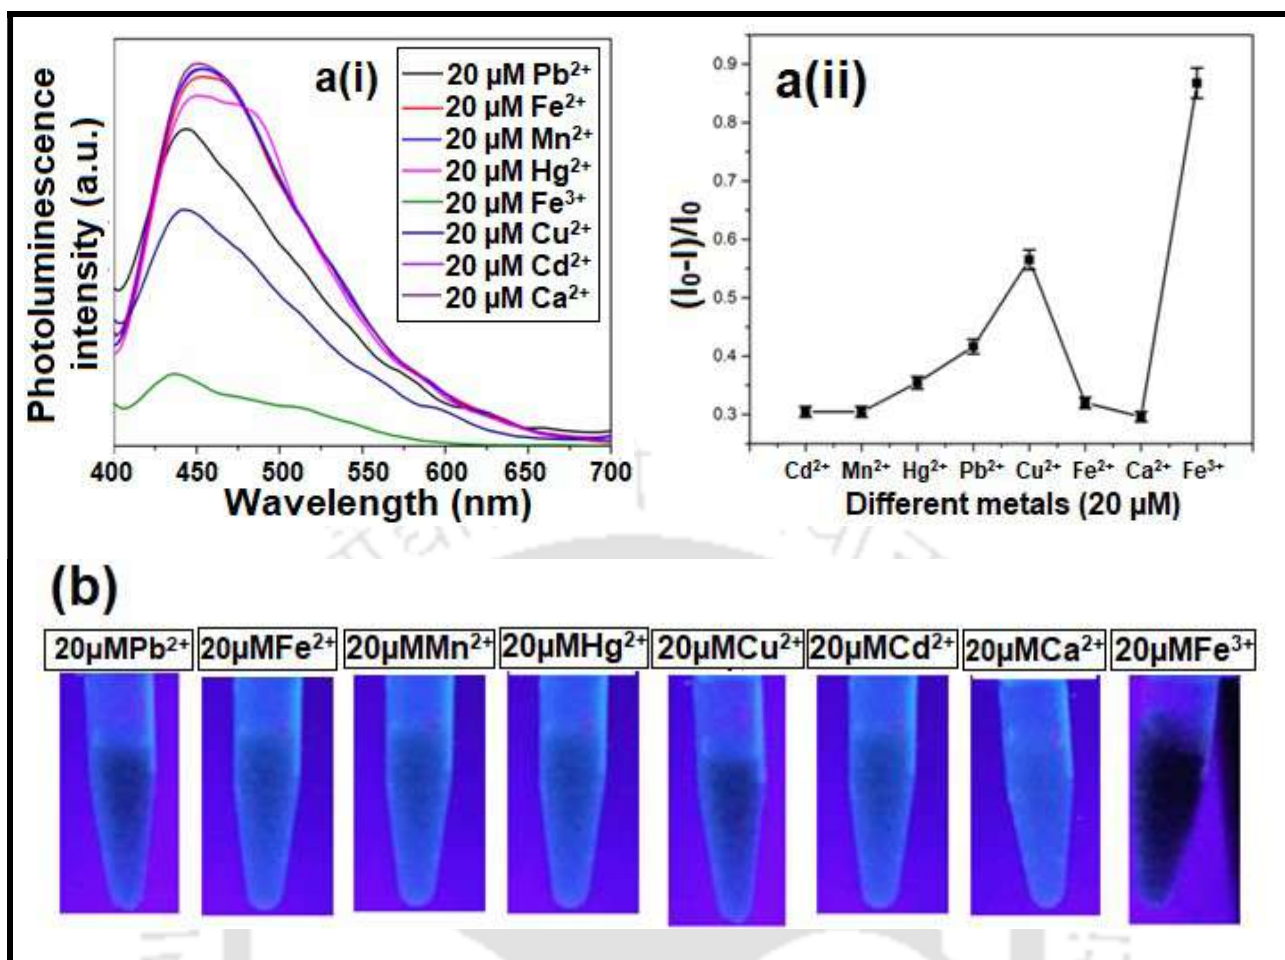 a(i)
20 µM Pb²⁺
20 µM Fe²⁺
20 µM Mn²⁺
20 µM Hg²⁺
20 µM Fe³⁺
20 µM Cu²⁺
20 µM Cd²⁺
20 µM Ca²⁺
Photoluminescence
intensity (a.u.)
400 450 500 550 600 650 700
Wavelength (nm)
a(ii)
0.9
0.8
0.7
0.6
0.5
0.4
0.3
(I₀-I)/I₀
Cd²⁺ Mn²⁺ Hg²⁺ Pb²⁺ Cu²⁺ Fe²⁺ Ca²⁺ Fe³⁺
Different metals (20 µM)
(b)
20µMPb²⁺ 20µMFe²⁺ 20µMMn²⁺ 20µMHg²⁺ 20µMCu²⁺ 20µMCd²⁺ 20µMCa²⁺ 20µMFe³⁺